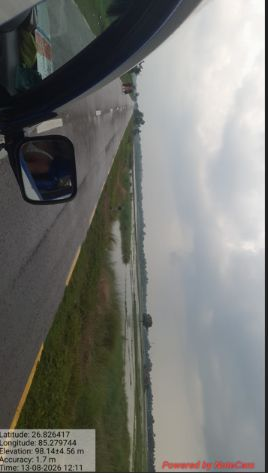 Latitude: 26.826417
Longitude: 85.279744
Elevation: 98.14±4.56 m
Accuracy: 1.7 m
Time: 13-08-2026 12:11
Powered by NoteCam